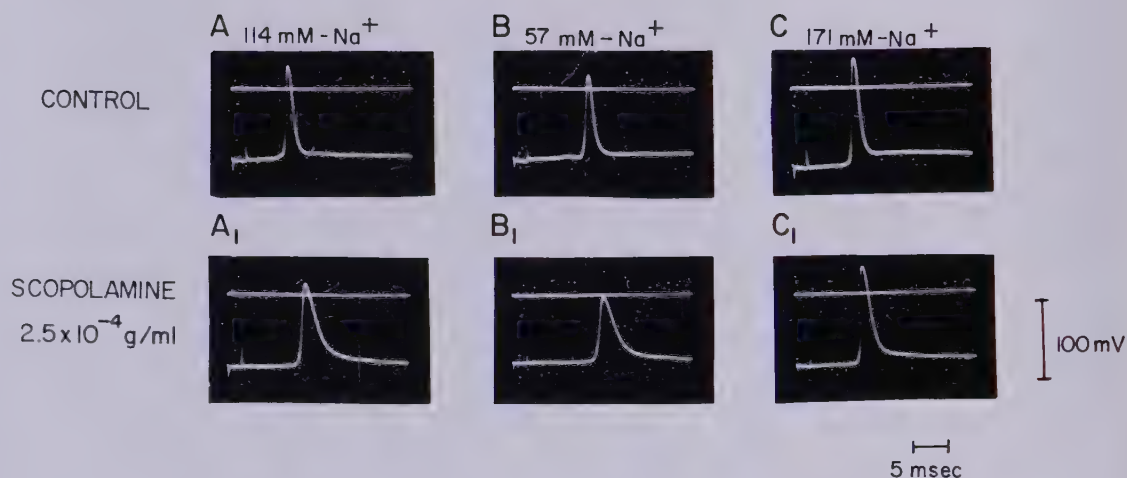 A 114 mM-Na+
B 57 mM-Na+
C 171 mM-Na+
CONTROL
A1
B1
C1
SCOPOLAMINE
2.5 x 10-4 g/ml
100 mV
5 msec